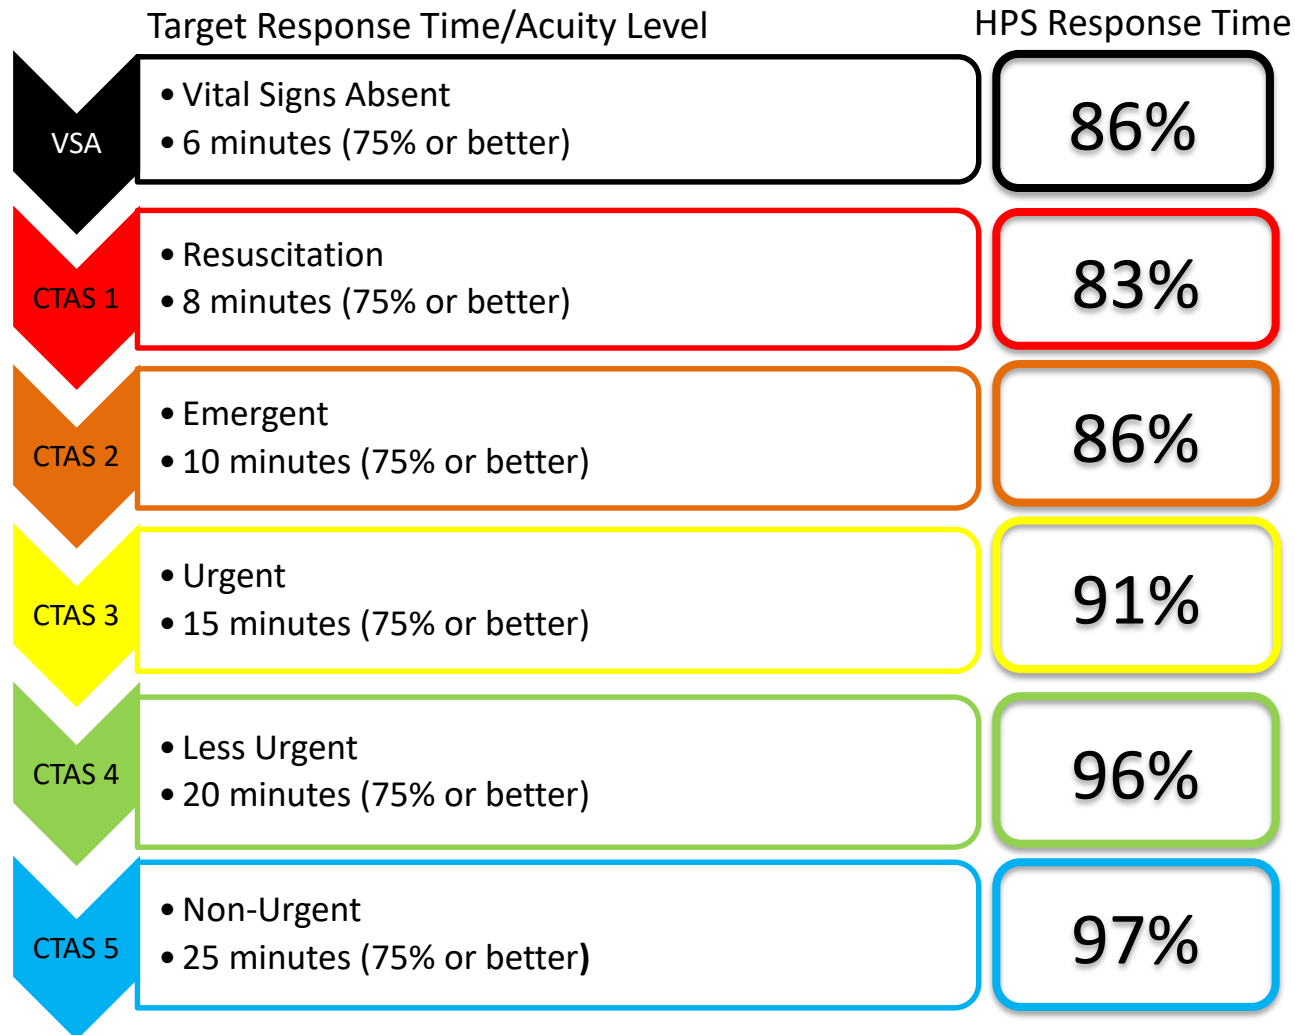 Target Response Time/Acuity Level
HPS Response Time
VSA
• Vital Signs Absent
• 6 minutes (75% or better)
86%
CTAS 1
• Resuscitation
• 8 minutes (75% or better)
83%
CTAS 2
• Emergent
• 10 minutes (75% or better)
86%
CTAS 3
• Urgent
• 15 minutes (75% or better)
91%
CTAS 4
• Less Urgent
• 20 minutes (75% or better)
96%
CTAS 5
• Non-Urgent
• 25 minutes (75% or better)
97%